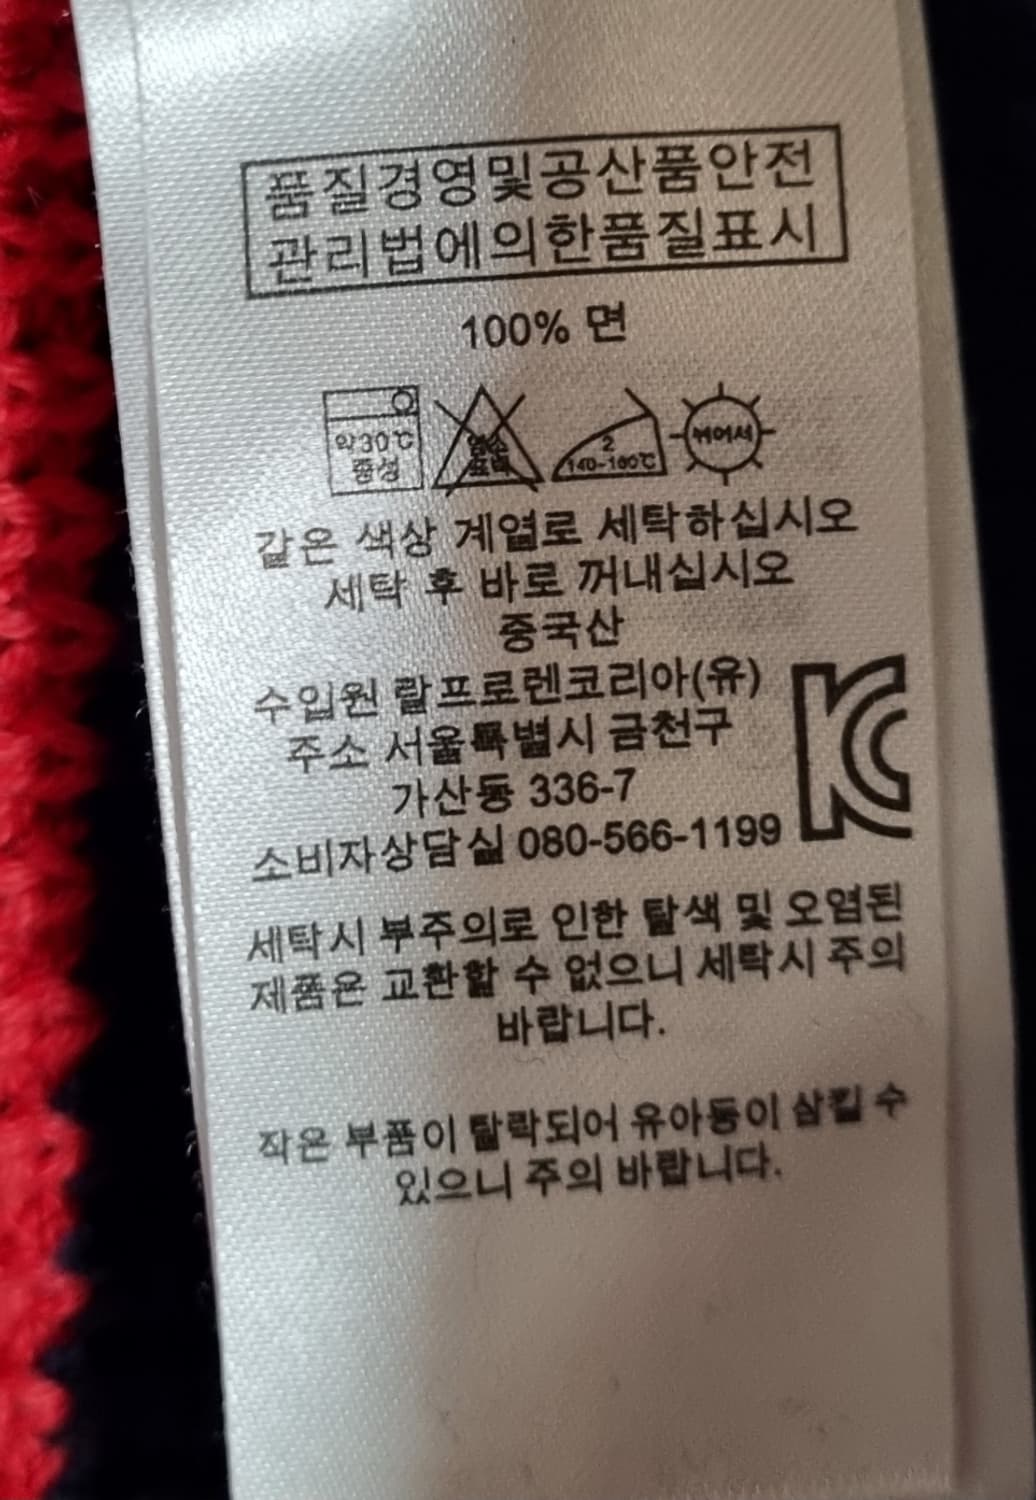 품질경영및공산품안전
관리법에의한품질표시
100% 면
약30℃
중성
염소
표백
2
140-160℃
뉘어서
같은 색상 계열로 세탁하십시오
세탁 후 바로 꺼내십시오
중국산
수입원 랄프로렌코리아(유)
주소 서울특별시 금천구
가산동 336-7
소비자상담실 080-566-1199
KC
세탁시 부주의로 인한 탈색 및 오염된
제품은 교환할 수 없으니 세탁시 주의
바랍니다.
작은 부품이 탈락되어 유아동이 삼킬 수
있으니 주의 바랍니다.